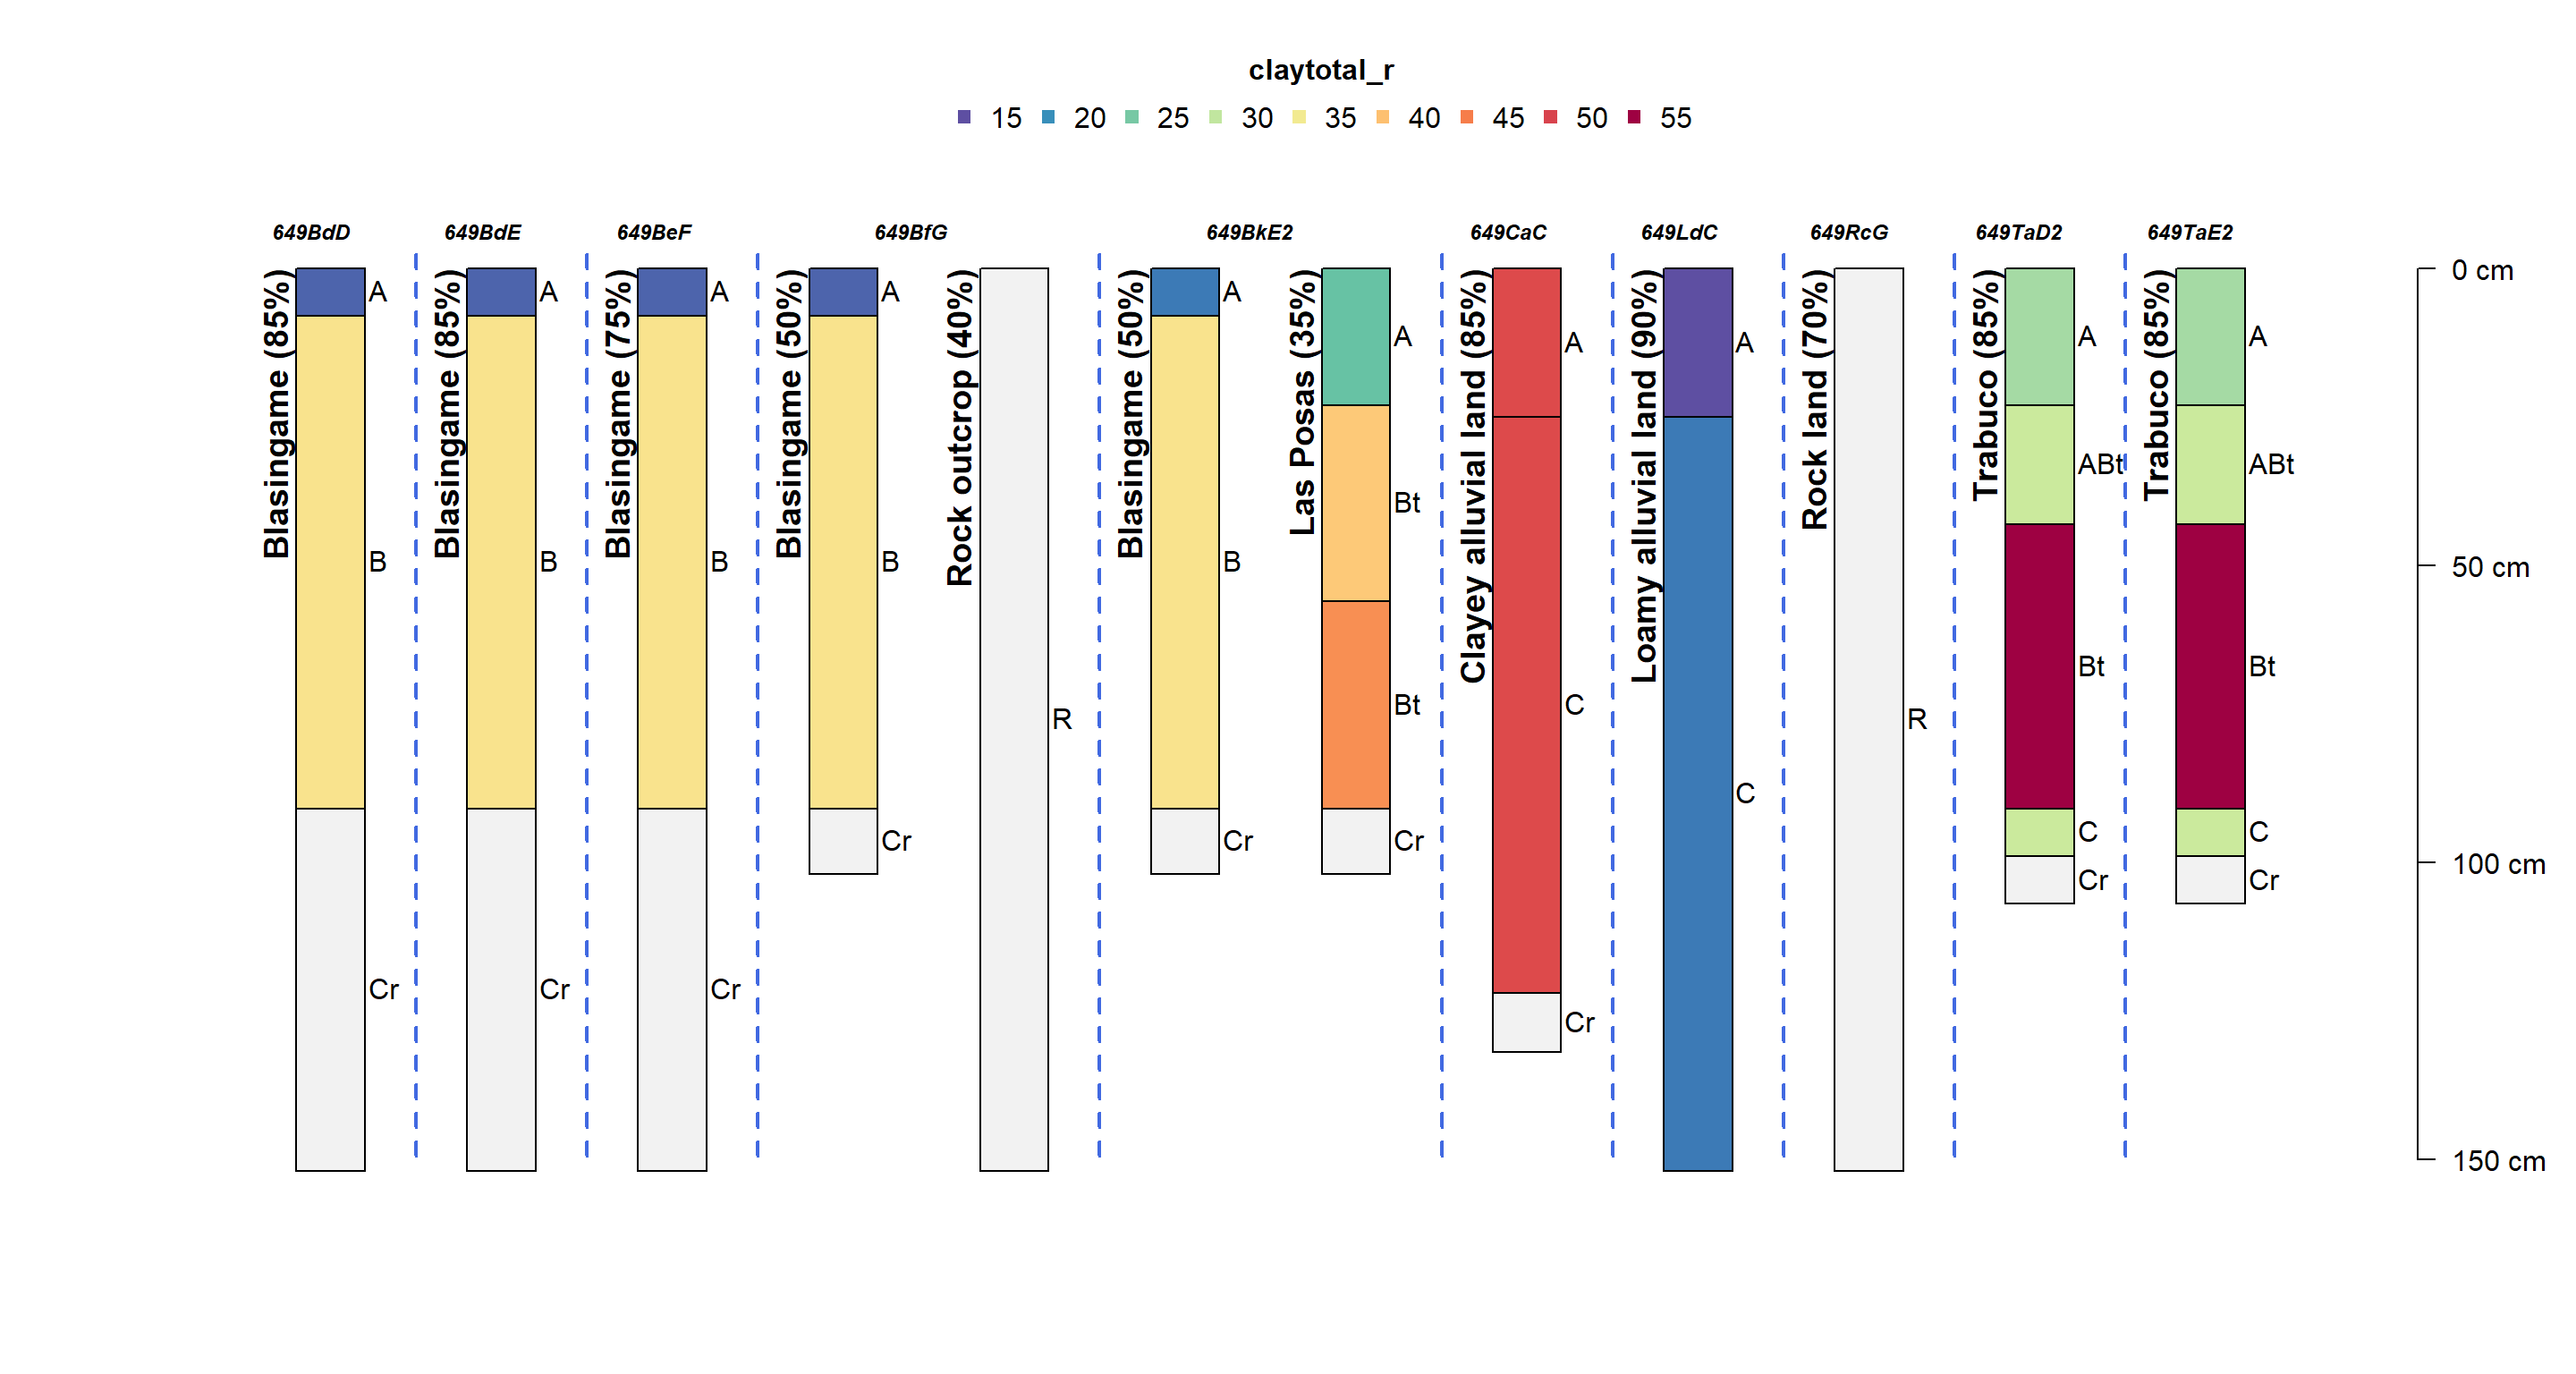 claytotal_r
15 20 25 30 35 40 45 50 55
649BdD 649BdE 649BeF 649BfG 649BkE2 649CaC 649LdC 649RcG 649TaD2 649TaE2
Blasingame (85%)
A
B
Cr
Blasingame (85%)
A
B
Cr
Blasingame (75%)
A
B
Cr
Blasingame (50%)
A
B
Cr
Rock outcrop (40%)
R
Blasingame (50%)
A
B
Cr
Las Posas (35%)
A
Bt
Bt
Cr
Clayey alluvial land (85%)
A
C
Cr
Loamy alluvial land (90%)
A
C
Rock land (70%)
R
Trabuco (85%)
A
ABt
Bt
C
Cr
Trabuco (85%)
A
ABt
Bt
C
Cr
0 cm
50 cm
100 cm
150 cm